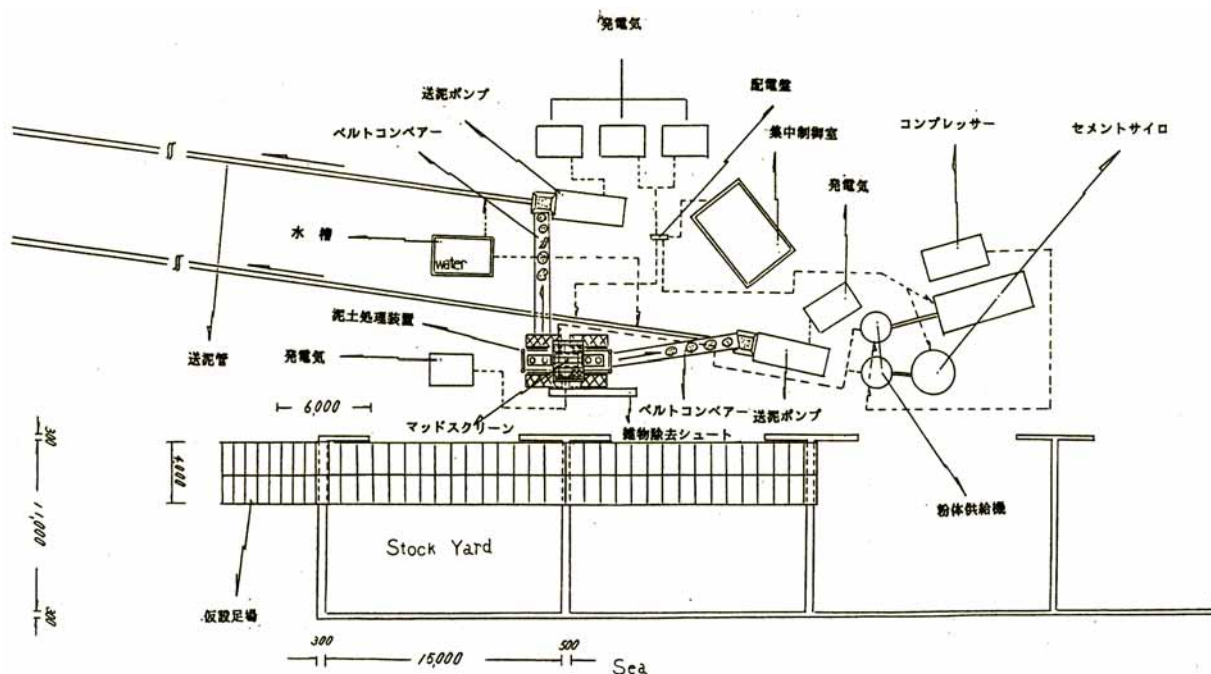 発電気
送泥ポンプ
配電盤
ベルトコンベアー
集中制御室
コンプレッサー
セメントサイロ
発電気
水 槽
water
泥土処理装置
送泥管
発電気
6,000
マッドスクリーン
ベルトコンベアー
送泥ポンプ
雑物除去シュート
300
4000
11,000
300
粉体供給機
Stock Yard
仮設足場
300
15,000
500
Sea